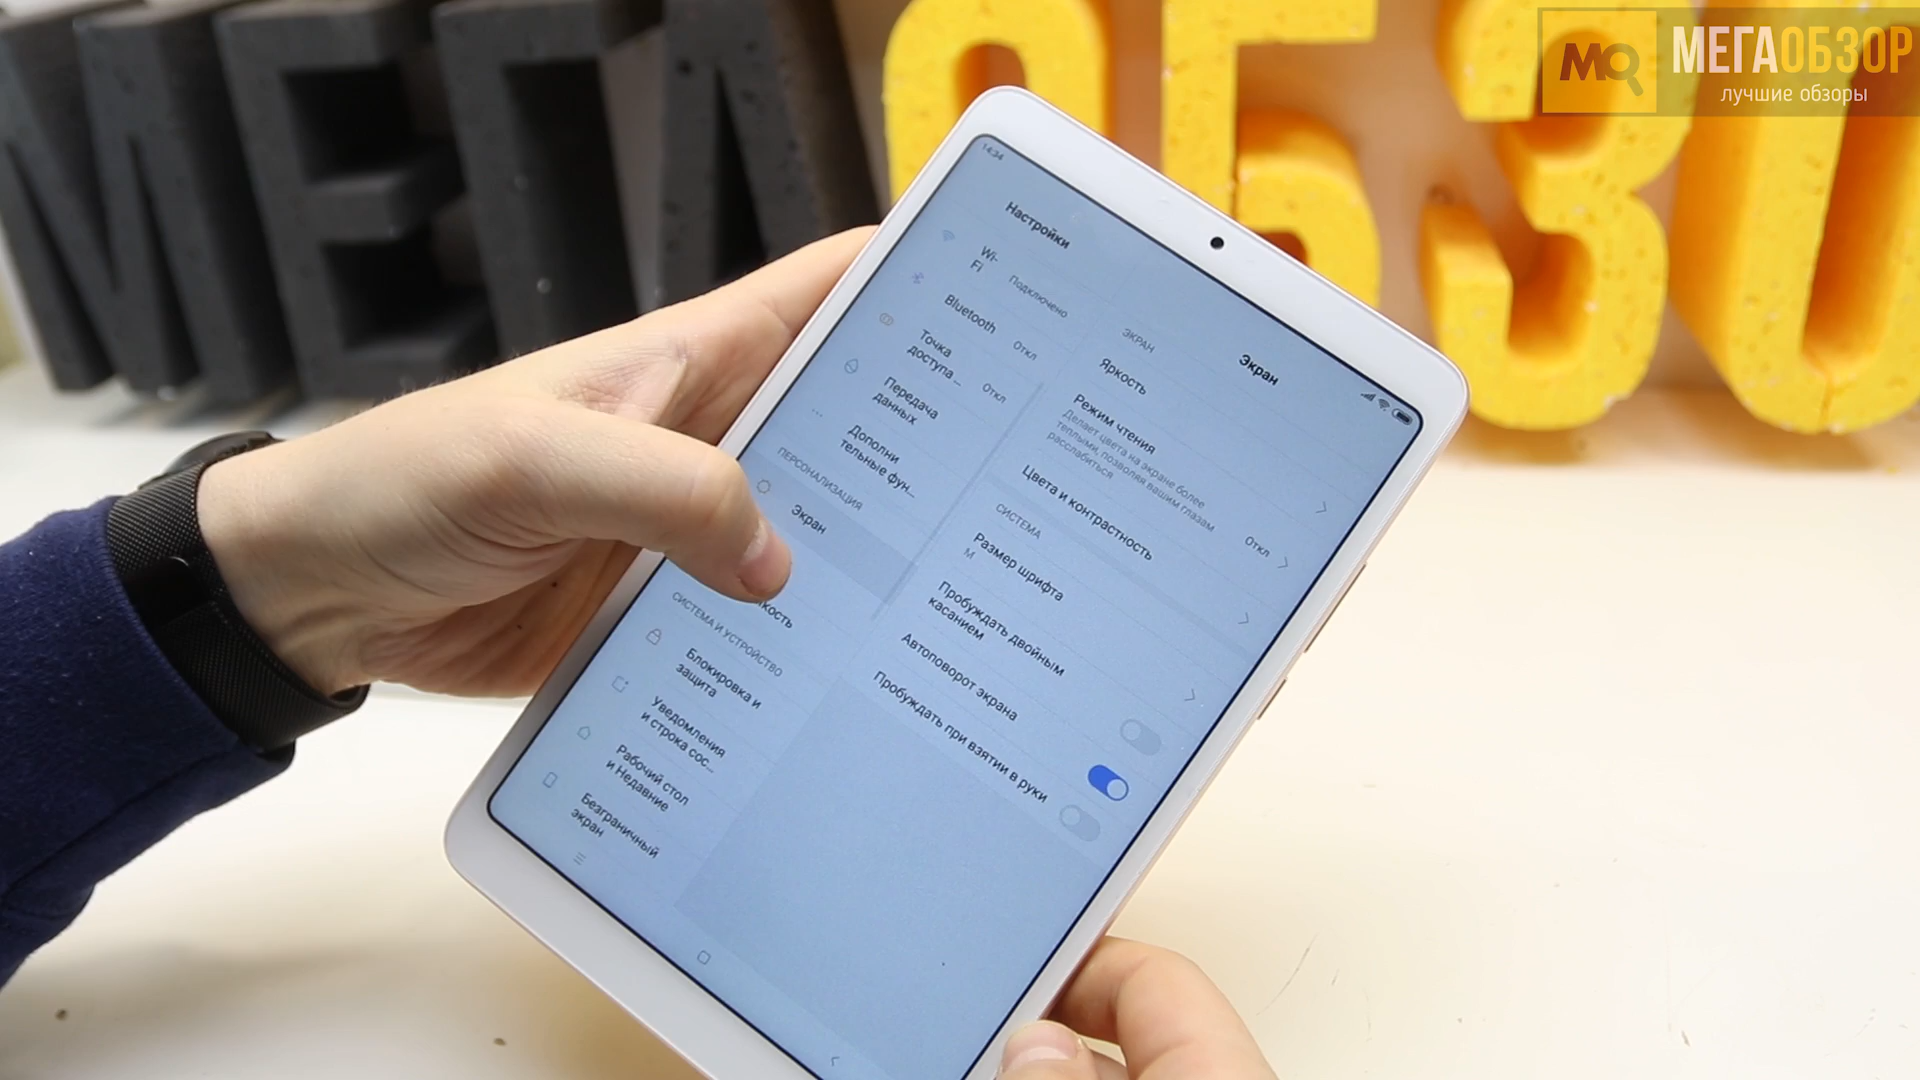 МЕГА ОБЗО
MQ
МЕГАОБЗОР
лучшие обзоры
14:34
Настройки
Wi-
Fi
Подключено
Bluetooth
Откл
Точка
доступа...
Откл
Передача
данных
Дополни
тельные фун...
ПЕРСОНАЛИЗАЦИЯ
Экран
СИСТЕМА И УСТРОЙСТВО
Блокировка и
защита
Уведомления
и строка сос...
Рабочий стол
и Недавние
Безграничный
экран
Экран
ЭКРАН
Яркость
Режим чтения
Делает цвета на экране более
теплыми, позволяя вашим глазам
расслабиться
Откл
Цвета и контрастность
СИСТЕМА
Размер шрифта
M
Пробуждать двойным
касанием
Автоповорот экрана
Пробуждать при взятии в руки